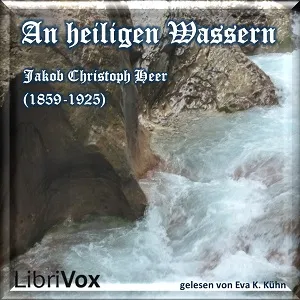 An heiligen Wassern
Jakob Christoph Heer
(1859-1925)
LibriVox
gelesen von Eva K. Kühn